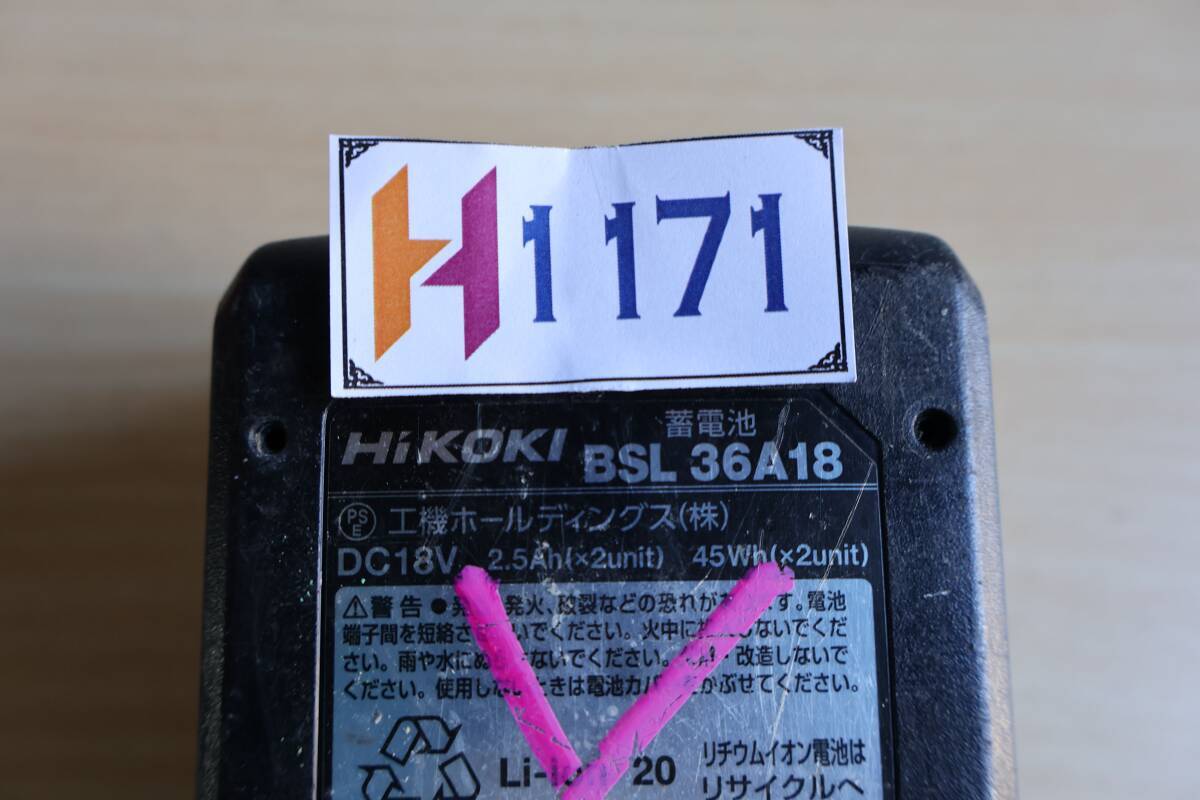 H1171
蓄電池
HiKOKI BSL 36A18
PSE 工機ホールディングス(株)
DC18V 2.5Ah(×2unit) 45Wh(×2unit)
⚠警告 ●発 発火、破裂などの恐れがあります。電池
端子間を短絡させないでください。火中に投入しないでくだ
さい。雨や水にぬらさないでください。 ・改造しないで
ください。使用しないときは電池カバーをかぶせてください。
Li-ion 20
リチウムイオン電池は
リサイクルへ